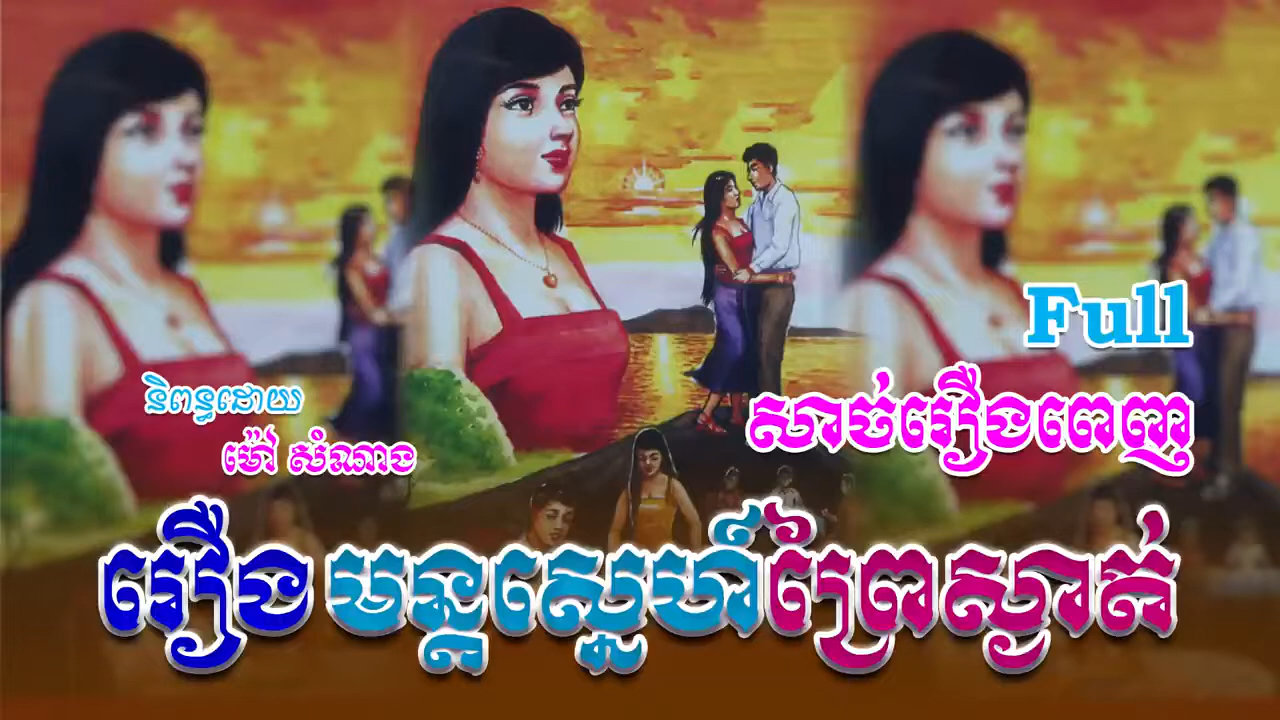 Full
សាច់រឿងពេញ
និពន្ធដោយ
ម៉ៅ សំណាង
រឿង មន្តស្នេហ៍ព្រៃស្ងាត់